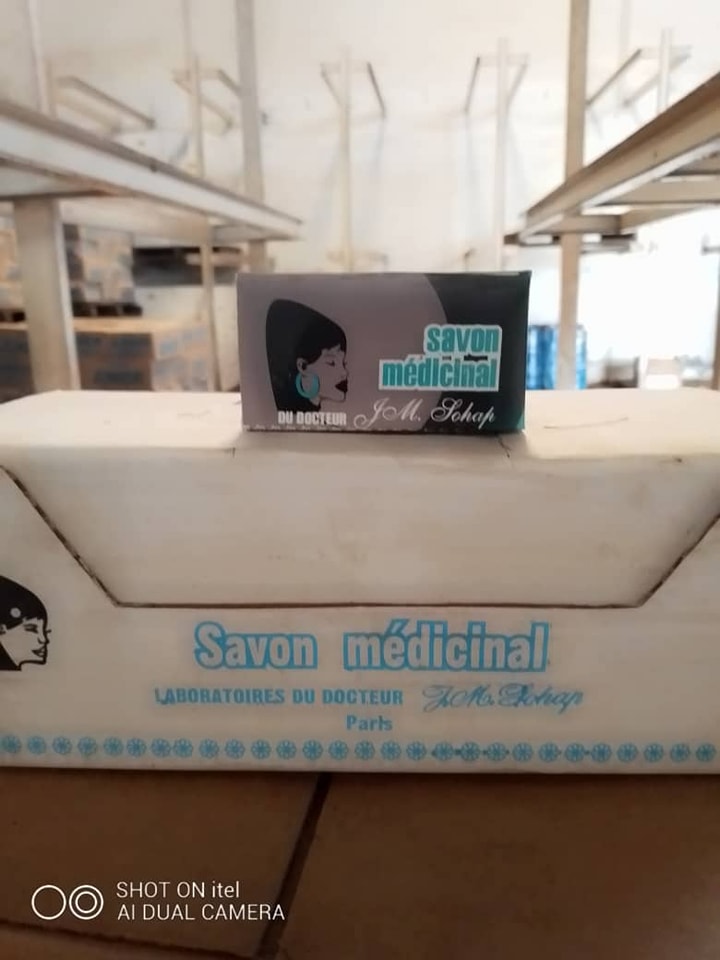 savon
médicinal
DU DOCTEUR J.M. Sohap
Savon médicinal
LABORATOIRES DU DOCTEUR J.M. Sohap
Paris
SHOT ON itel
AI DUAL CAMERA